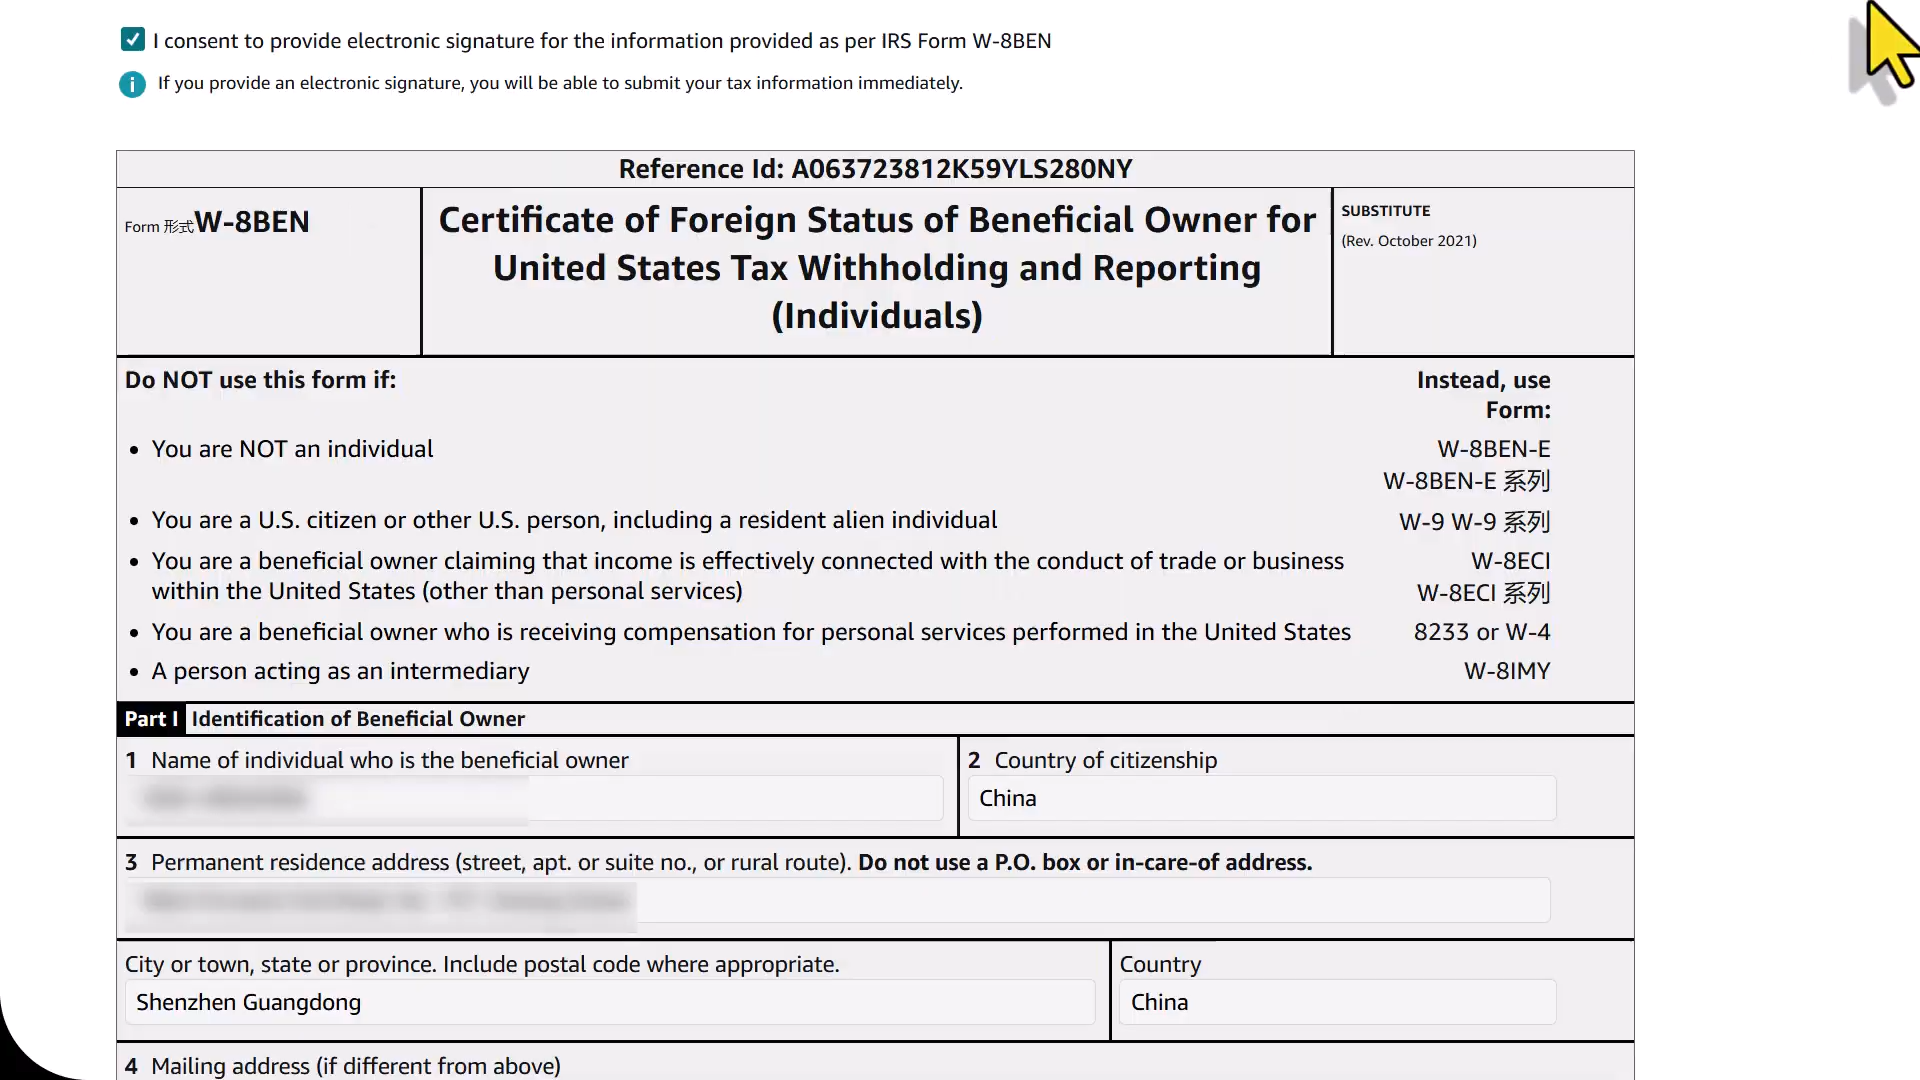 I consent to provide electronic signature for the information provided as per IRS Form W-8BEN
If you provide an electronic signature, you will be able to submit your tax information immediately.
Reference Id: A063723812K59YLS280NY
Form 形式W-8BEN
Certificate of Foreign Status of Beneficial Owner for
United States Tax Withholding and Reporting
(Individuals)
SUBSTITUTE
(Rev. October 2021)
Do NOT use this form if:
Instead, use
Form:
• You are NOT an individual
W-8BEN-E
W-8BEN-E 系列
• You are a U.S. citizen or other U.S. person, including a resident alien individual
W-9 W-9 系列
• You are a beneficial owner claiming that income is effectively connected with the conduct of trade or business
within the United States (other than personal services)
W-8ECI
W-8ECI 系列
• You are a beneficial owner who is receiving compensation for personal services performed in the United States
8233 or W-4
• A person acting as an intermediary
W-8IMY
Part I Identification of Beneficial Owner
1 Name of individual who is the beneficial owner
2 Country of citizenship
China
3 Permanent residence address (street, apt. or suite no., or rural route). Do not use a P.O. box or in-care-of address.
City or town, state or province. Include postal code where appropriate.
Shenzhen Guangdong
Country
China
4 Mailing address (if different from above)